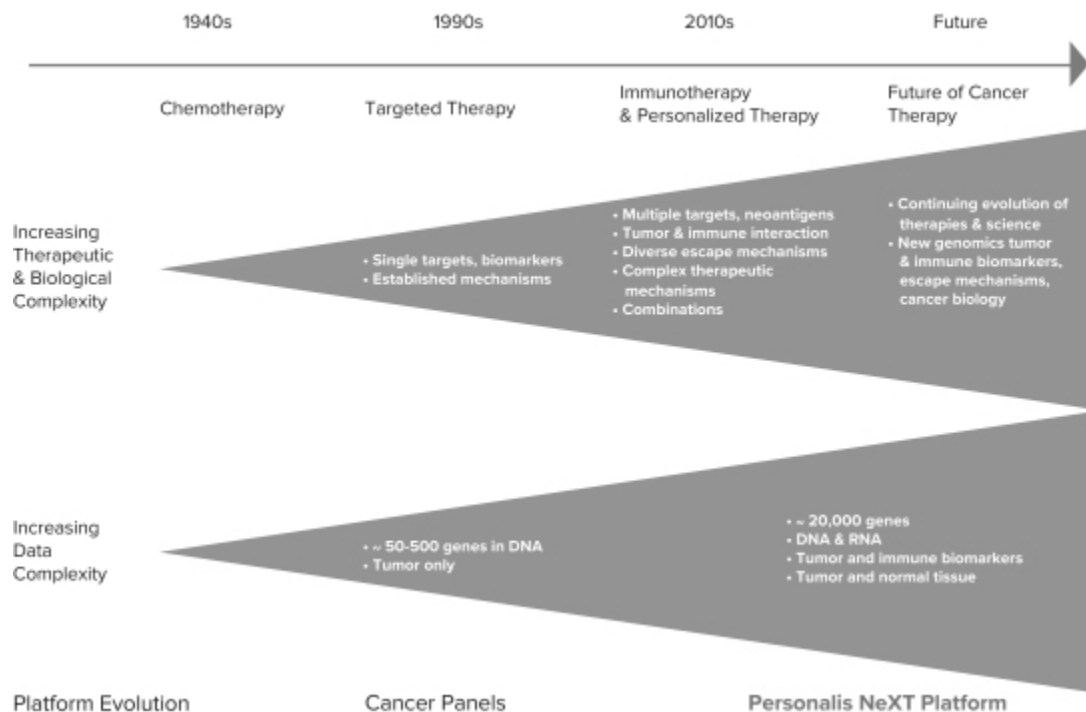 1940s
1990s
2010s
Future
Chemotherapy
Targeted Therapy
Immunotherapy
& Personalized Therapy
Future of Cancer
Therapy
Increasing
Therapeutic
& Biological
Complexity
• Single targets, biomarkers
• Established mechanisms
• Multiple targets, neoantigens
• Tumor & immune interaction
• Diverse escape mechanisms
• Complex therapeutic
mechanisms
• Combinations
• Continuing evolution of
therapies & science
• New genomics tumor
& immune biomarkers,
escape mechanisms,
cancer biology
Increasing
Data
Complexity
• ~ 50-500 genes in DNA
• Tumor only
• ~ 20,000 genes
• DNA & RNA
• Tumor and immune biomarkers
• Tumor and normal tissue
Platform Evolution
Cancer Panels
Personalis NeXT Platform